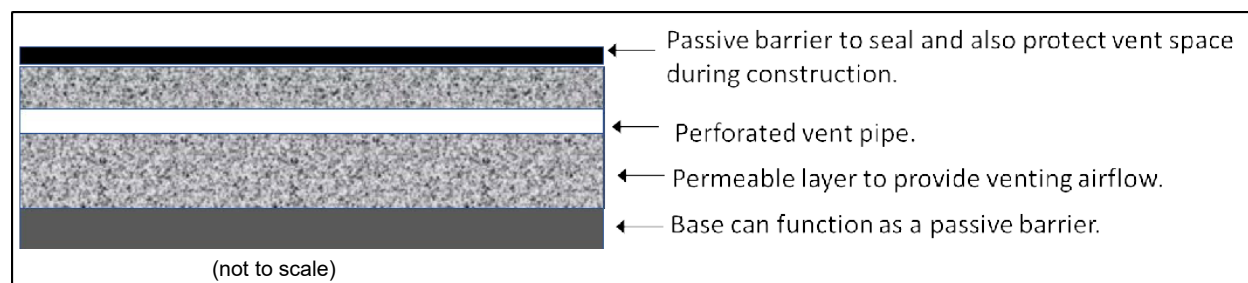 Passive barrier to seal and also protect vent space
during construction.
Perforated vent pipe.
Permeable layer to provide venting airflow.
Base can function as a passive barrier.
(not to scale)